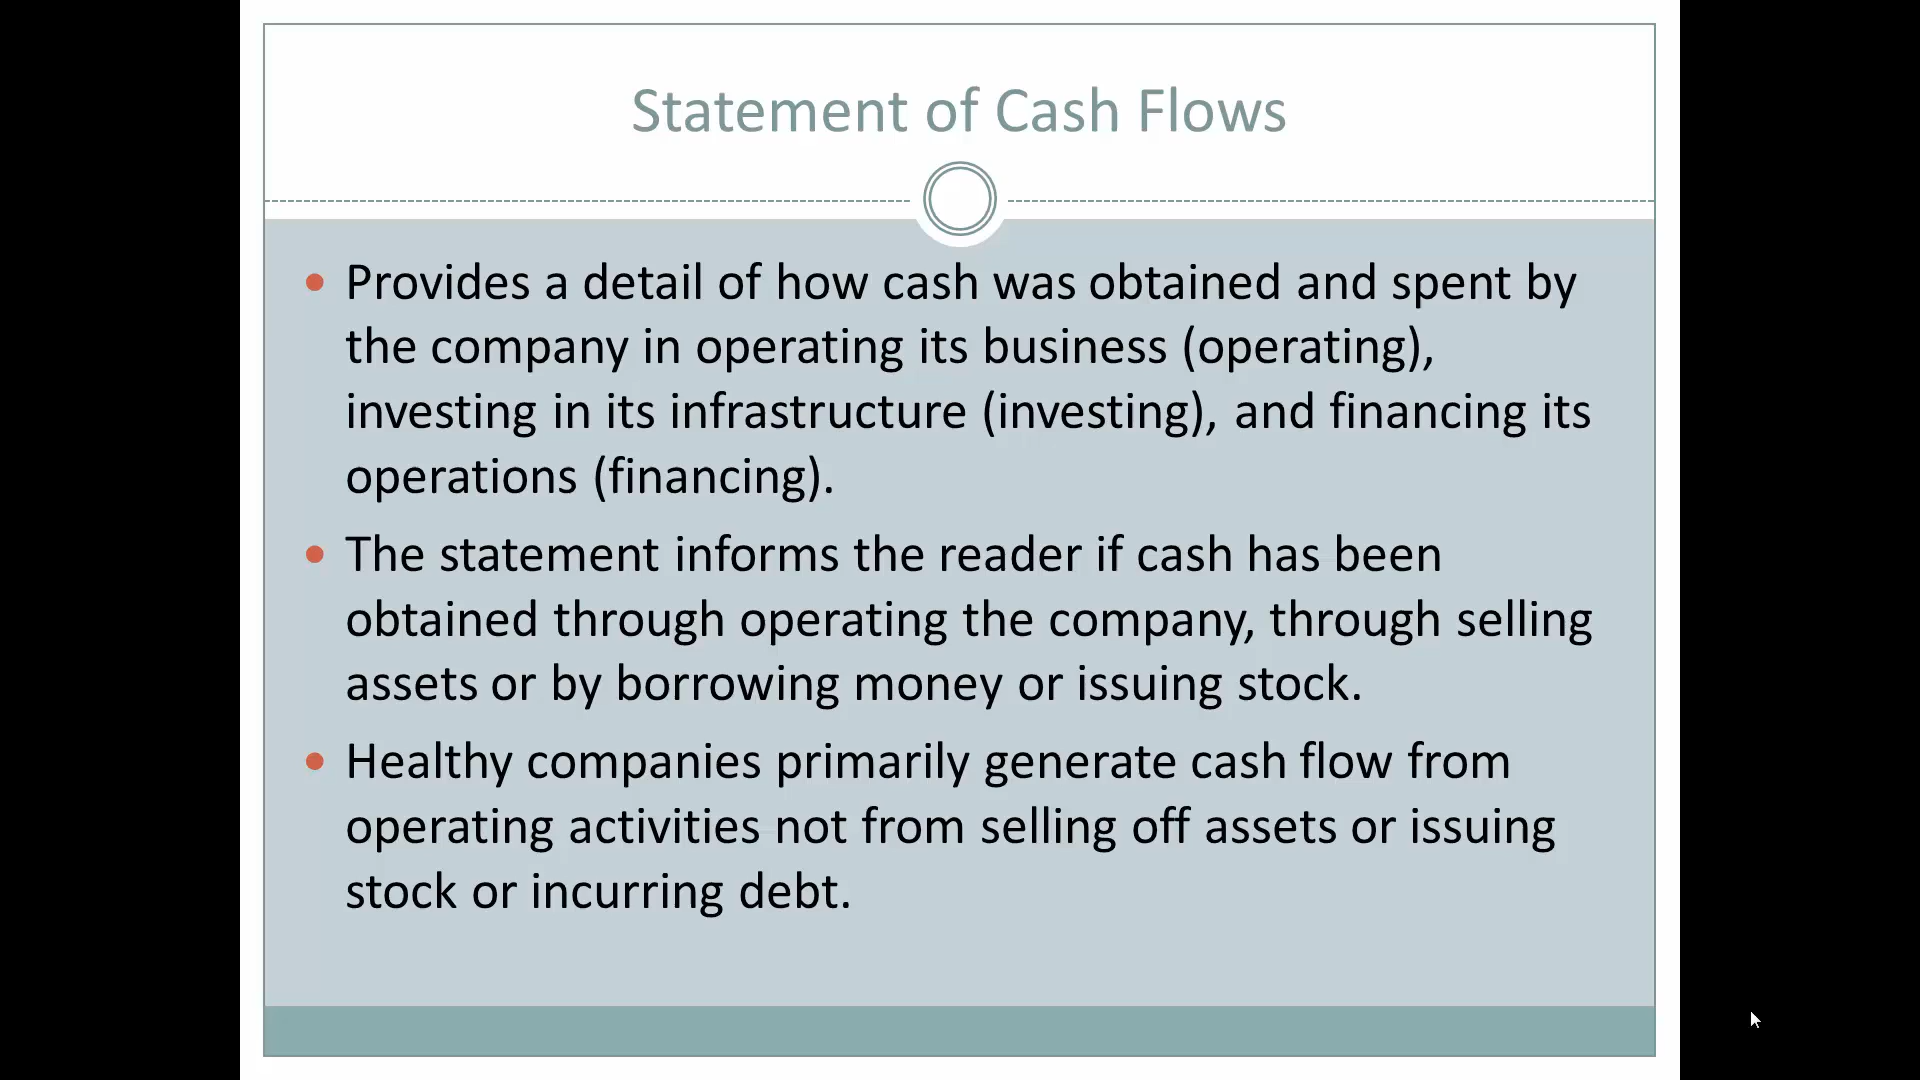 Statement of Cash Flows
• Provides a detail of how cash was obtained and spent by
the company in operating its business (operating),
investing in its infrastructure (investing), and financing its
operations (financing).
• The statement informs the reader if cash has been
obtained through operating the company, through selling
assets or by borrowing money or issuing stock.
• Healthy companies primarily generate cash flow from
operating activities not from selling off assets or issuing
stock or incurring debt.